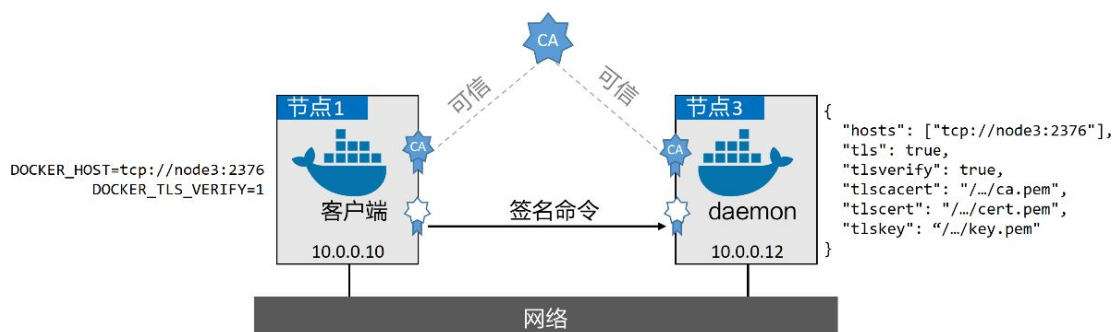 CA
可信
可信
节点1
CA
DOCKER_HOST=tcp://node3:2376
DOCKER_TLS_VERIFY=1
客户端
10.0.0.10
签名命令
节点3
CA
daemon
10.0.0.12
{
"hosts": ["tcp://node3:2376"],
"tls": true,
"tlsverify": true,
"tlscacert": "/…/ca.pem",
"tlscert": "/…/cert.pem",
"tlskey": “/…/key.pem"
}
网络